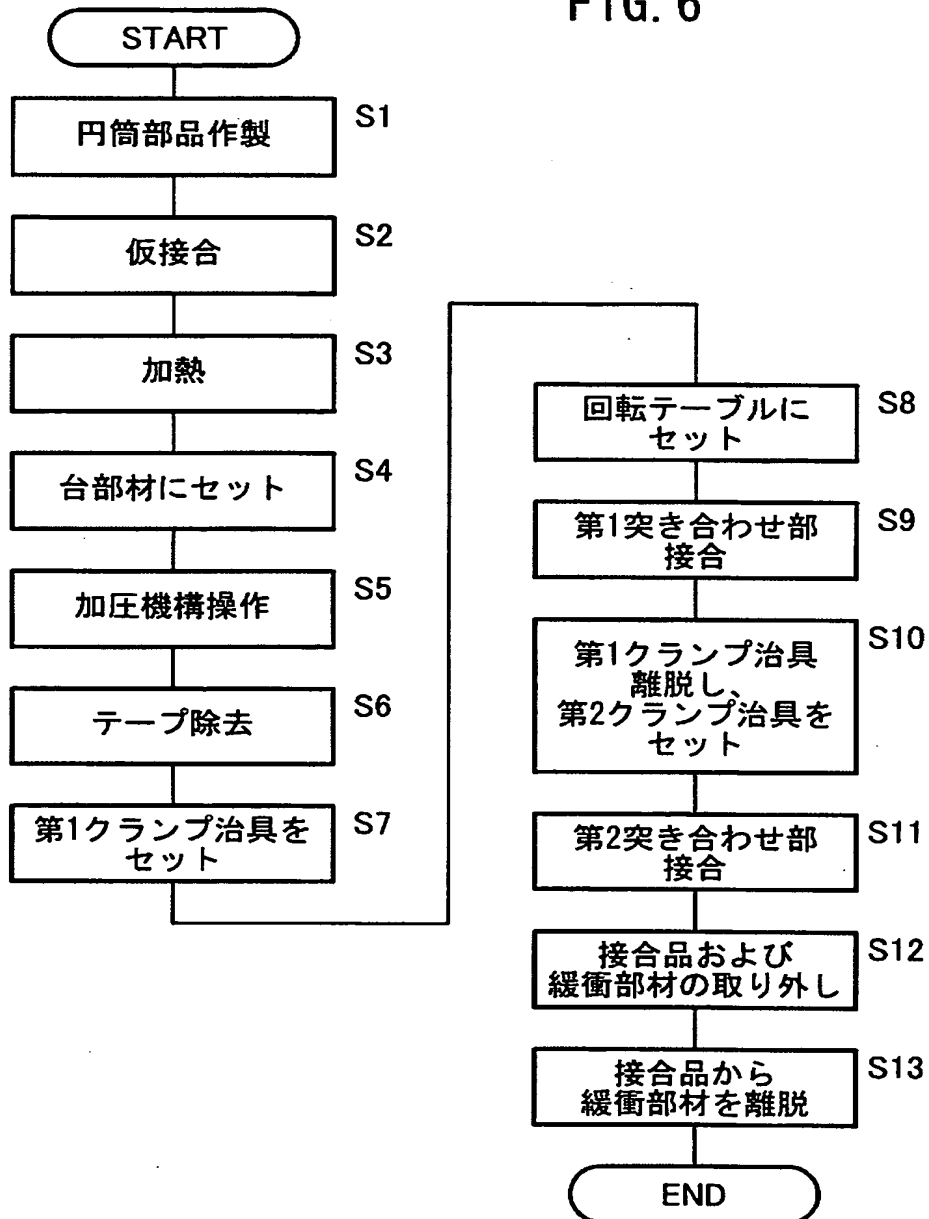 FIG. 6
START
円筒部品作製
S1
仮接合
S2
加熱
S3
台部材にセット
S4
加圧機構操作
S5
テープ除去
S6
第1クランプ治具を
セット
S7
回転テーブルに
セット
S8
第1突き合わせ部
接合
S9
第1クランプ治具
離脱し、
第2クランプ治具を
セット
S10
第2突き合わせ部
接合
S11
接合品および
緩衝部材の取り外し
S12
接合品から
緩衝部材を離脱
S13
END